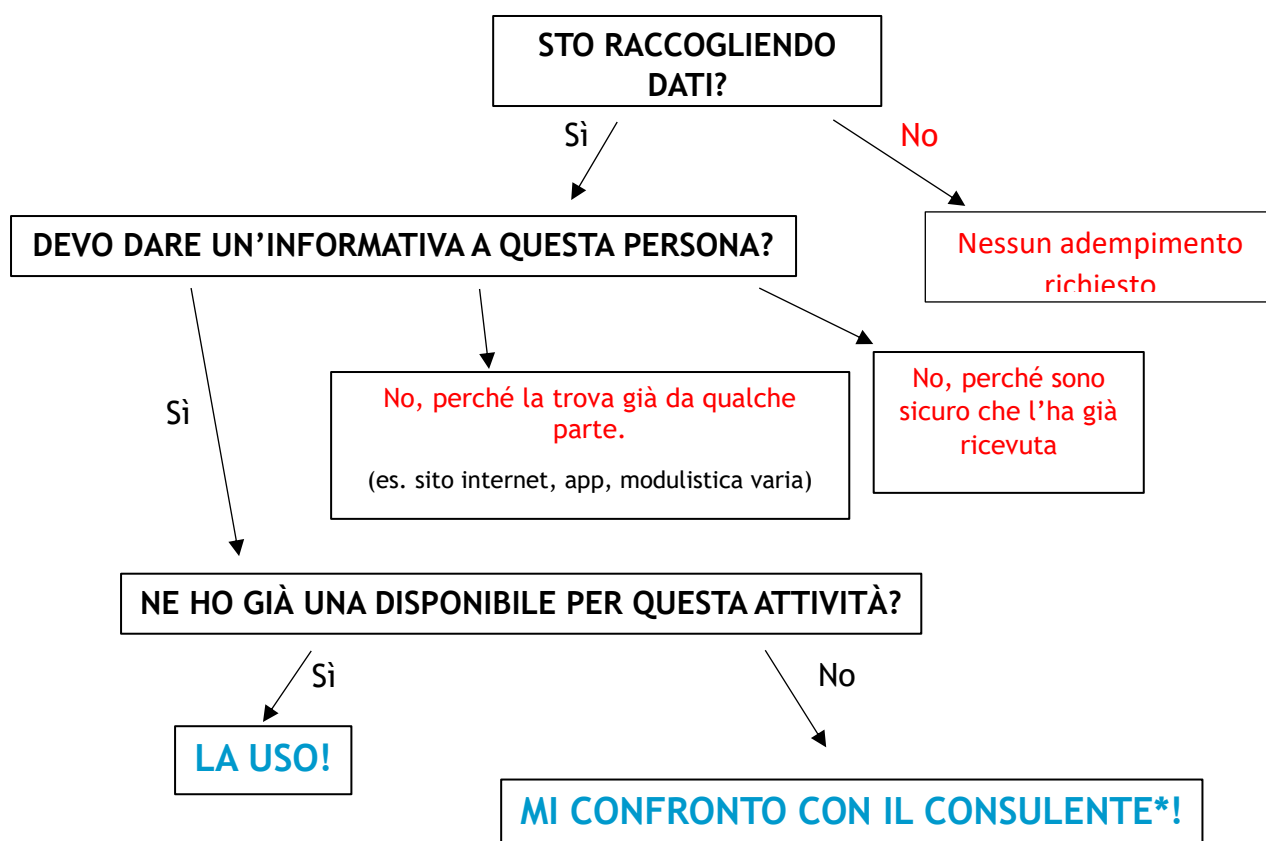 STO RACCOGLIENDO
DATI?
Sì
No
DEVO DARE UN’INFORMATIVA A QUESTA PERSONA?
Nessun adempimento
richiesto
Sì
No, perché la trova già da qualche
parte.
(es. sito internet, app, modulistica varia)
No, perché sono
sicuro che l’ha già
ricevuta
NE HO GIÀ UNA DISPONIBILE PER QUESTA ATTIVITÀ?
Sì
No
LA USO!
MI CONFRONTO CON IL CONSULENTE*!